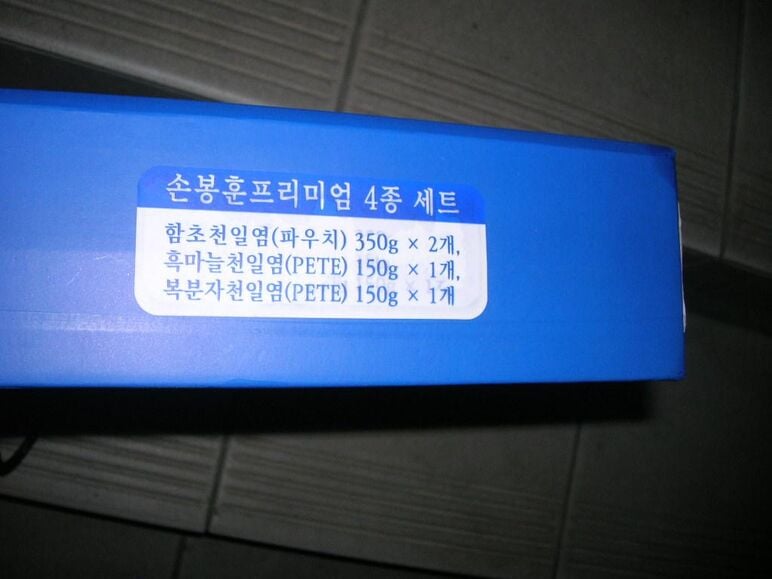 손봉훈프리미엄 4종 세트
함초천일염(파우치) 350g × 2개,
흑마늘천일염(PETE) 150g × 1개,
복분자천일염(PETE) 150g × 1개